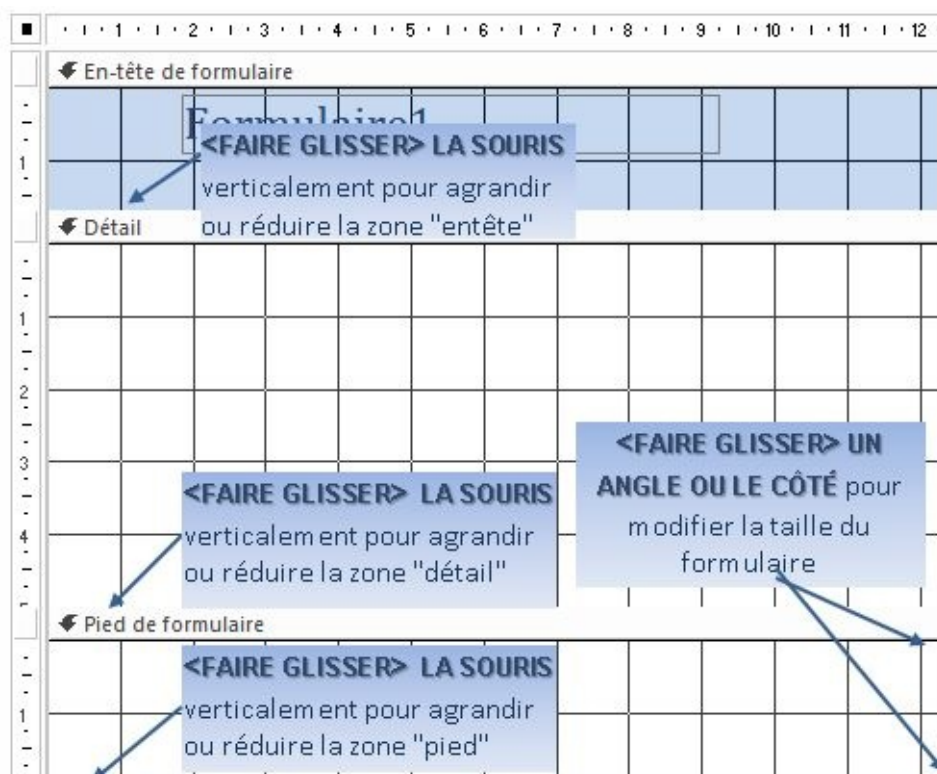 1 2 3 4 5 6 7 8 9 10 11 12
En-tête de formulaire
Formulaire1
<FAIRE GLISSER> LA SOURIS
verticalement pour agrandir
ou réduire la zone "entête"
1
Détail
1
2
3
4
5
<FAIRE GLISSER> UN
ANGLE OU LE CÔTÉ pour
modifier la taille du
formulaire
<FAIRE GLISSER> LA SOURIS
verticalement pour agrandir
ou réduire la zone "détail"
Pied de formulaire
<FAIRE GLISSER> LA SOURIS
verticalement pour agrandir
ou réduire la zone "pied"
1